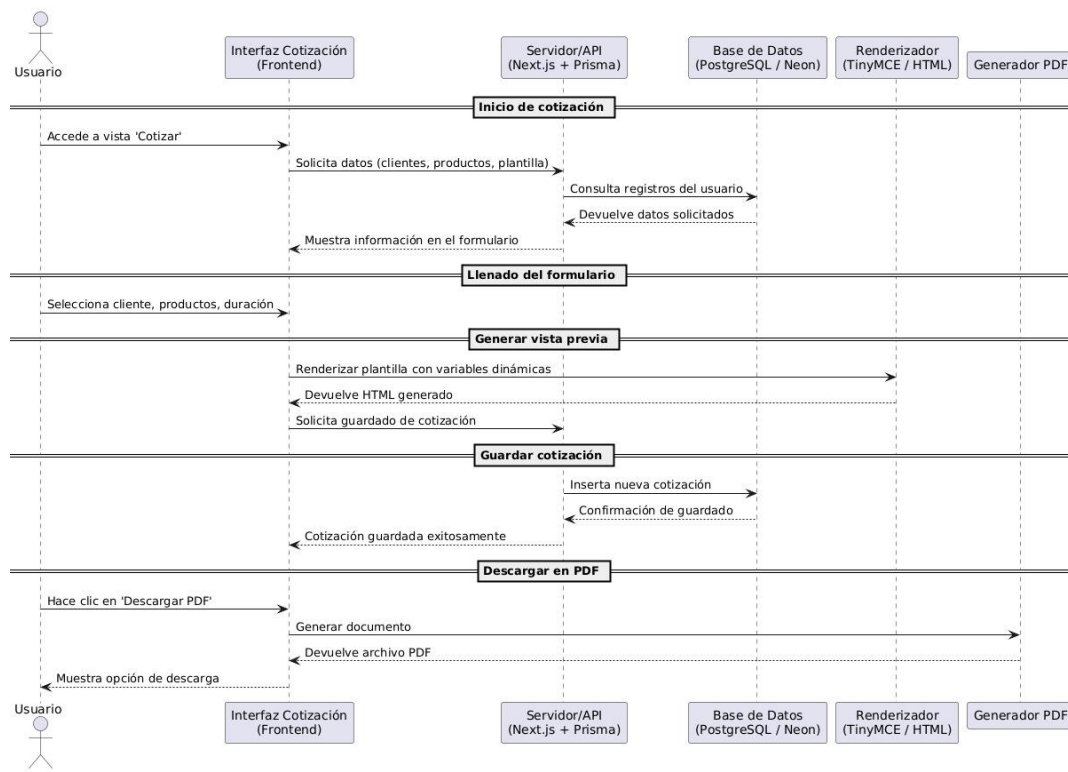 Usuario
Interfaz Cotización
(Frontend)
Servidor/API
(Next.js + Prisma)
Base de Datos
(PostgreSQL / Neon)
Renderizador
(TinyMCE / HTML)
Generador PDF
Inicio de cotización
Accede a vista 'Cotizar'
Solicita datos (clientes, productos, plantilla)
Consulta registros del usuario
Devuelve datos solicitados
Muestra información en el formulario
Llenado del formulario
Selecciona cliente, productos, duración
Generar vista previa
Renderizar plantilla con variables dinámicas
Devuelve HTML generado
Solicita guardado de cotización
Guardar cotización
Inserta nueva cotización
Confirmación de guardado
Cotización guardada exitosamente
Descargar en PDF
Hace clic en 'Descargar PDF'
Generar documento
Devuelve archivo PDF
Muestra opción de descarga
Usuario
Interfaz Cotización
(Frontend)
Servidor/API
(Next.js + Prisma)
Base de Datos
(PostgreSQL / Neon)
Renderizador
(TinyMCE / HTML)
Generador PDF